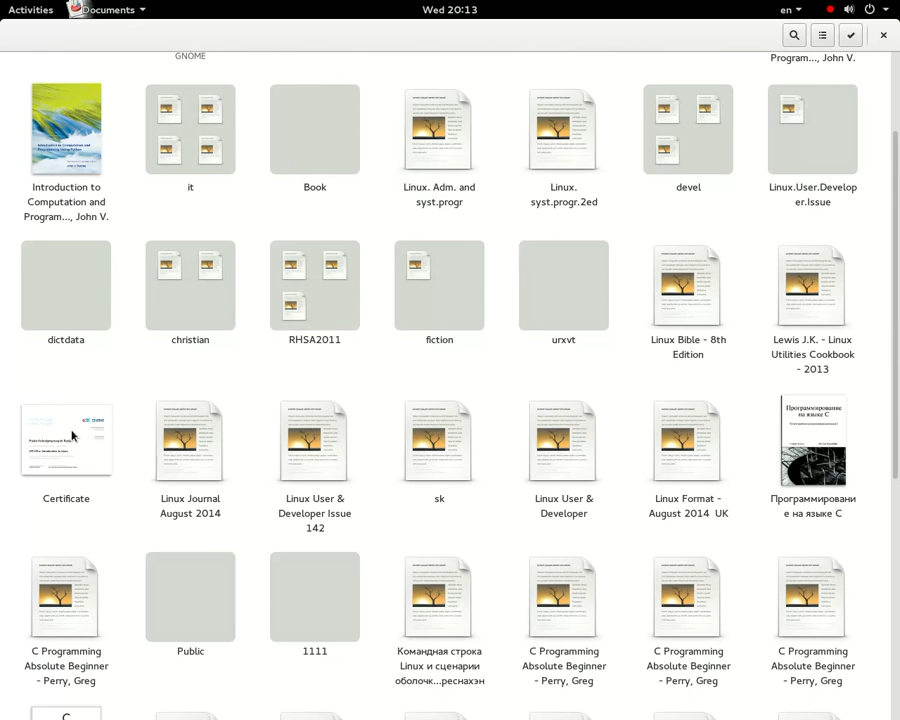 Activities Documents Wed 20:13 en
GNOME Program..., John V.
Introduction to
Computation and
Program..., John V.
it
Book
Linux. Adm. and
syst.progr
Linux.
syst.progr.2ed
devel
Linux.User.Develop
er.Issue
dictdata
christian
RHSA2011
fiction
urxvt
Linux Bible - 8th
Edition
Lewis J.K. - Linux
Utilities Cookbook
- 2013
Certificate
Linux Journal
August 2014
Linux User &
Developer Issue
142
sk
Linux User &
Developer
Linux Format -
August 2014 UK
Программирование
на языке C
Программировани
е на языке C
C Programming
Absolute Beginner
- Perry, Greg
Public
1111
Командная строка
Linux и сценарии
оболочк...реснахэн
C Programming
Absolute Beginner
- Perry, Greg
C Programming
Absolute Beginner
- Perry, Greg
C Programming
Absolute Beginner
- Perry, Greg
C